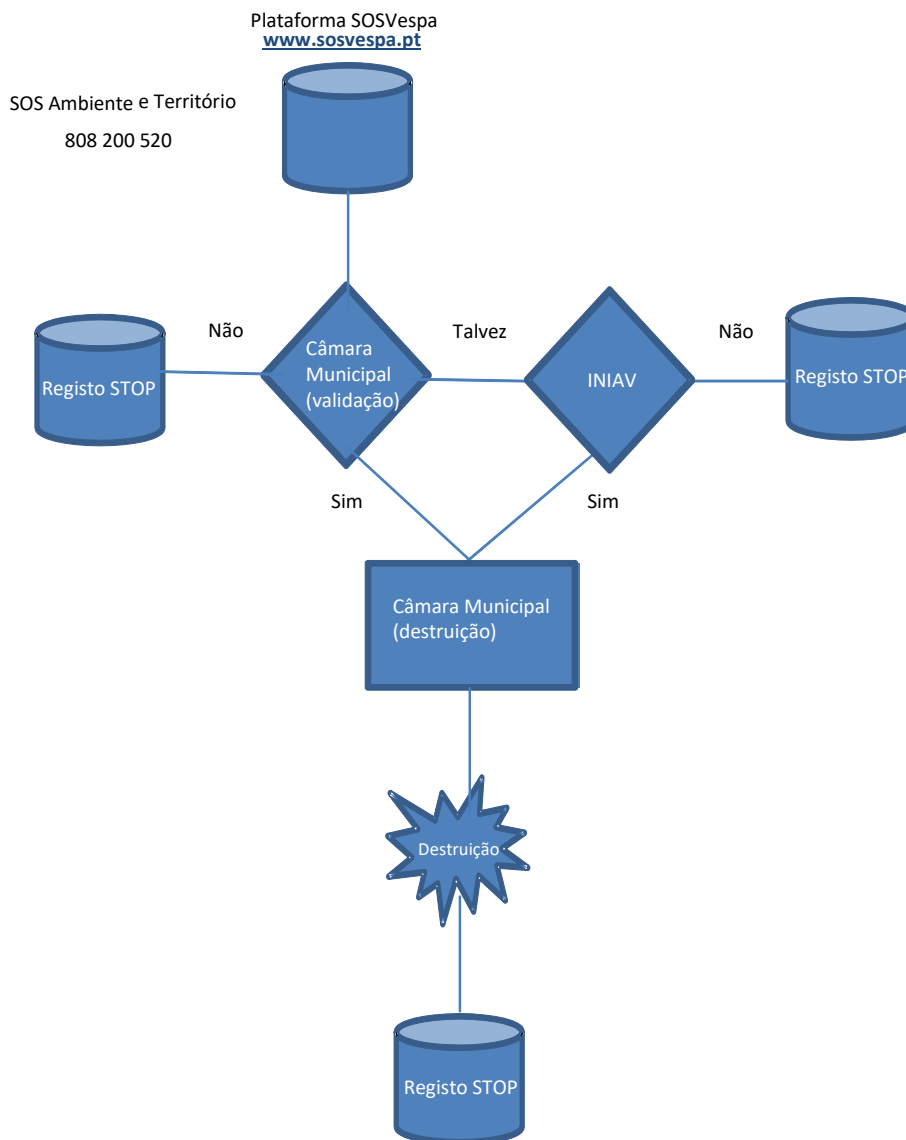 Plataforma SOSVespa
www.sosvespa.pt
SOS Ambiente e Território
808 200 520
Não
Câmara
Municipal
(validação)
Talvez
INIAV
Não
Registo STOP
Registo STOP
Sim
Sim
Câmara Municipal
(destruição)
Destruição
Registo STOP